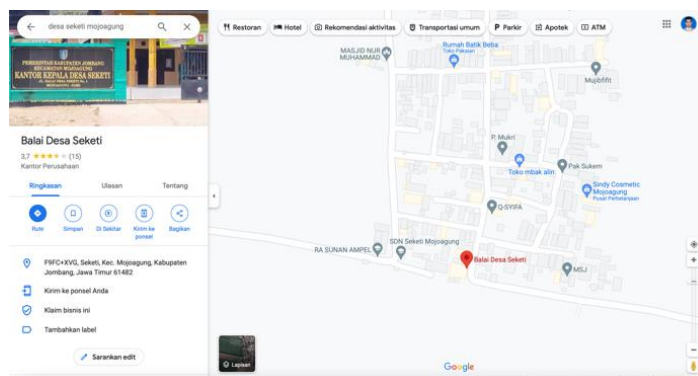 desa seketi mojoagung
PEMERINTAH KABUPATEN JOMBANG
KECAMATAN MOJOAGUNG
KANTOR KEPALA DESA SEKETI
Balai Desa Seketi
3,7 (15)
Kantor Perusahaan
Ringkasan Ulasan Tentang
Rute Simpan Di Sekitar Kirim ke ponsel Bagikan
F9FC+XVG, Seketi, Kec. Mojoagung, Kabupaten
Jombang, Jawa Timur 61482
Kirim ke ponsel Anda
Klaim bisnis ini
Tambahkan label
Sarankan edit
Restoran Hotel Rekomendasi aktivitas Transportasi umum P Parkir Apotek ATM
MASJID NUR
MUHAMMAD
Rumah Batik
Beba
Toko Pakaian
Mujibfifit
P. Mukri
Toko mbak alin
Pak Sukem
Sindy Cosmetic
Mojoagung
Pusat Perbelanjaan
Q-SYIFA
SDN Seketi Mojoagung
RA SUNAN AMPEL
Balai Desa Seketi
MSJ
Lapisan
Google